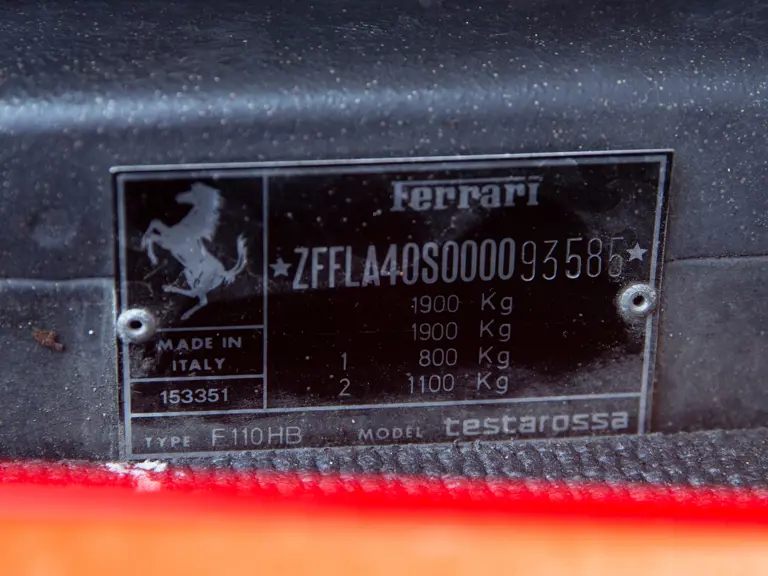 Ferrari
★ZFFLA40S000093585★
1900 Kg
1900 Kg
1 800 Kg
2 1100 Kg
MADE IN
ITALY
153351
TYPE F110HB MODEL testarossa